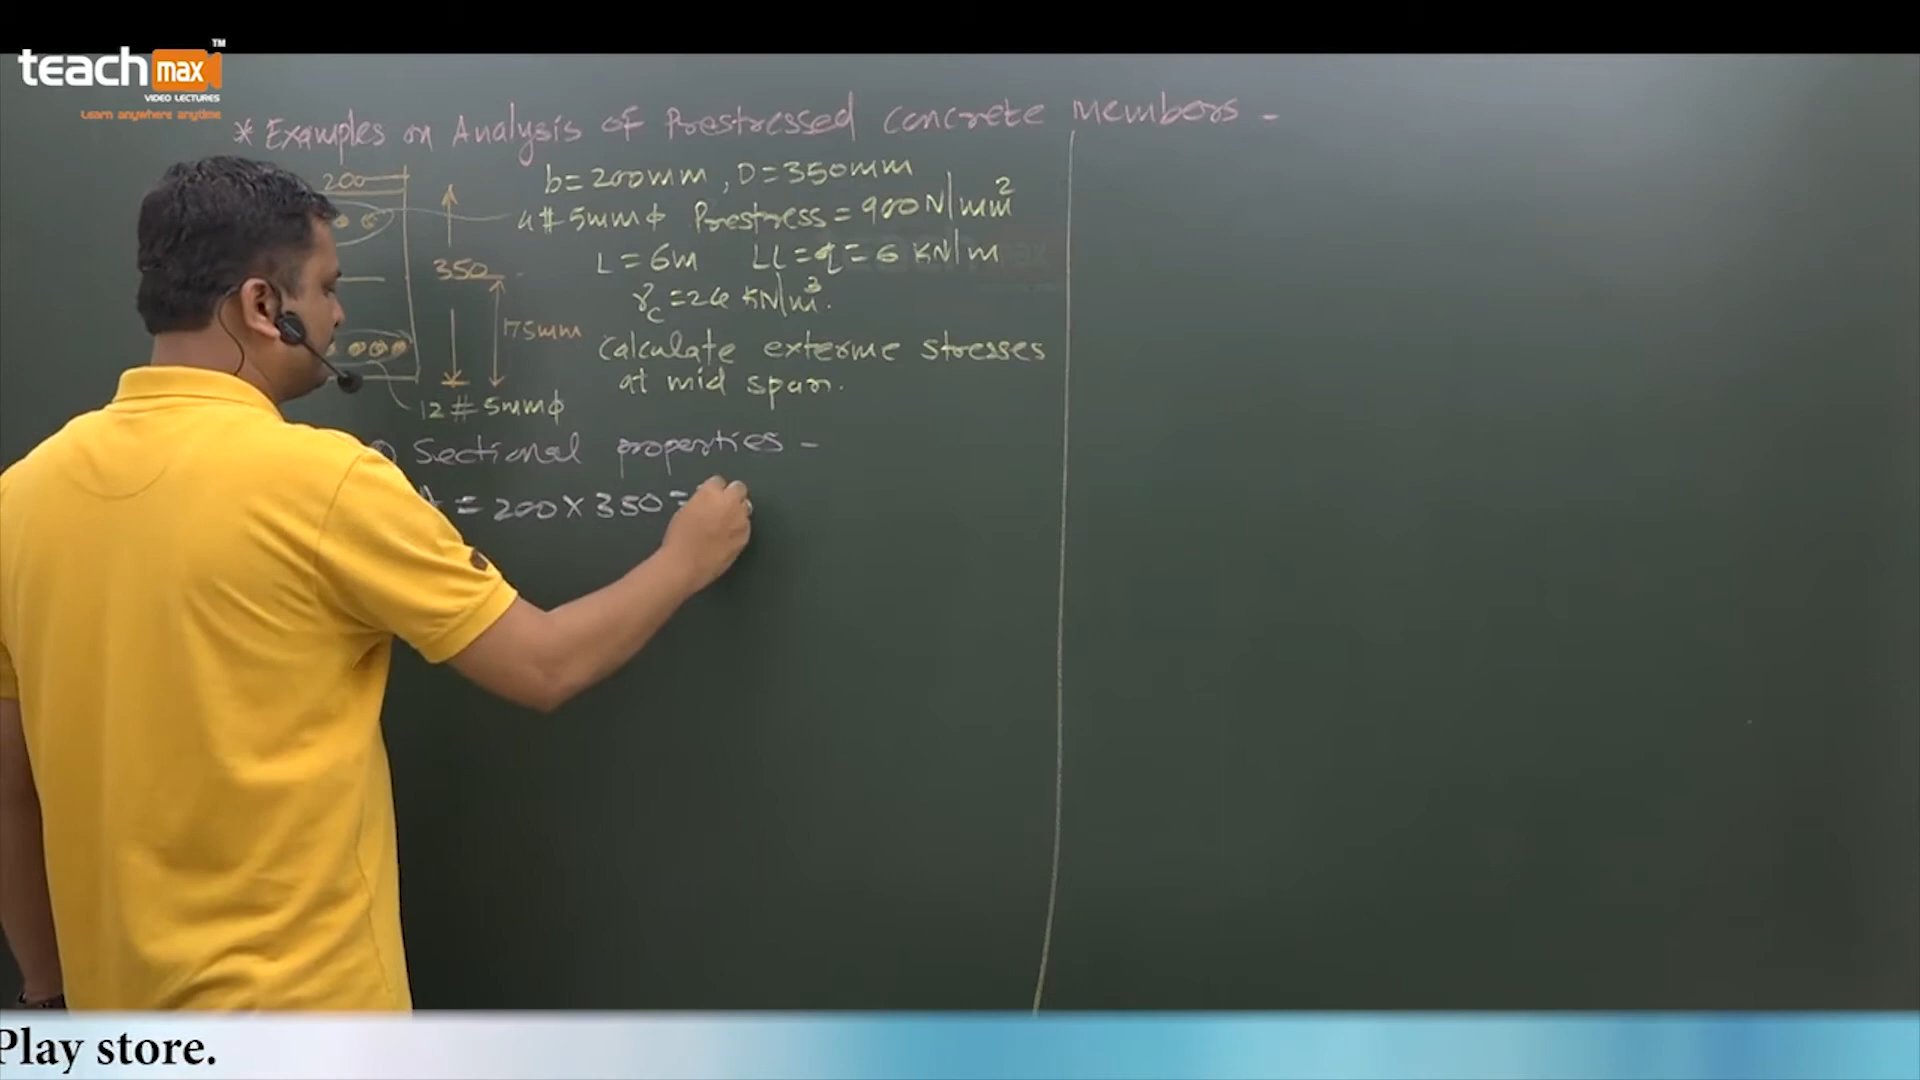 teach max TM
VIDEO LECTURES
Learn anywhere anytime
* Examples on Analysis of Prestressed concrete members -
200
b=200mm, D=350mm
4 # 5mm ϕ Prestress = 900 N/mm²
L = 6m LL = q = 6 KN/m
350
γc = 24 KN/m³.
175mm
Calculate exterme stresses
at mid span.
12 # 5mm ϕ
Sectional properties -
A = 200 × 350 =
Play store.